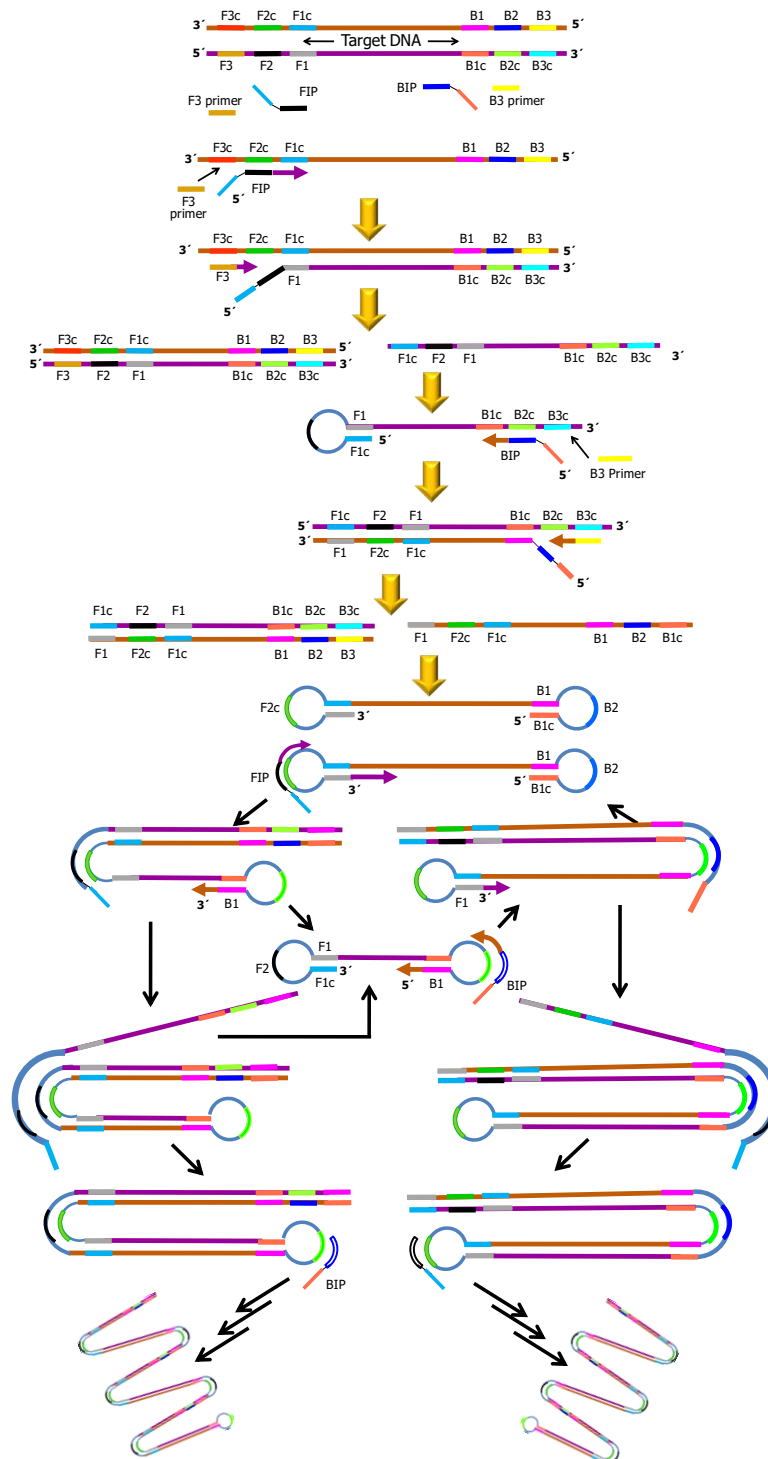 F3c F2c F1c B1 B2 B3
3´ 5´
Target DNA
5´ 3´
F3 F2 F1 B1c B2c B3c
FIP BIP
F3 primer B3 primer
F3c F2c F1c B1 B2 B3
3´ 5´
FIP
5´
F3
primer
F3c F2c F1c B1 B2 B3
3´ 5´
F3 F1 3´
B1c B2c B3c
5´
F3c F2c F1c B1 B2 B3
3´ 5´
5´ 3´
F3 F2 F1 B1c B2c B3c
F1c F2 F1 B1c B2c B3c
3´
F1 B1c B2c B3c
3´
5´
F1c BIP
5´ B3 Primer
F1c F2 F1 B1c B2c B3c
5´ 3´
3´
F1 F2c F1c
5´
F1c F2 F1 B1c B2c B3c
F1 F2c F1c B1 B2 B3
F1 F2c F1c B1 B2 B1c
B1
F2c B2
3´ 5´
B1c
B1
FIP B2
3´ 5´
B1c
3´ B1
F1 3´
F1
F2 3´
F1c 5´ B1
BIP
BIP